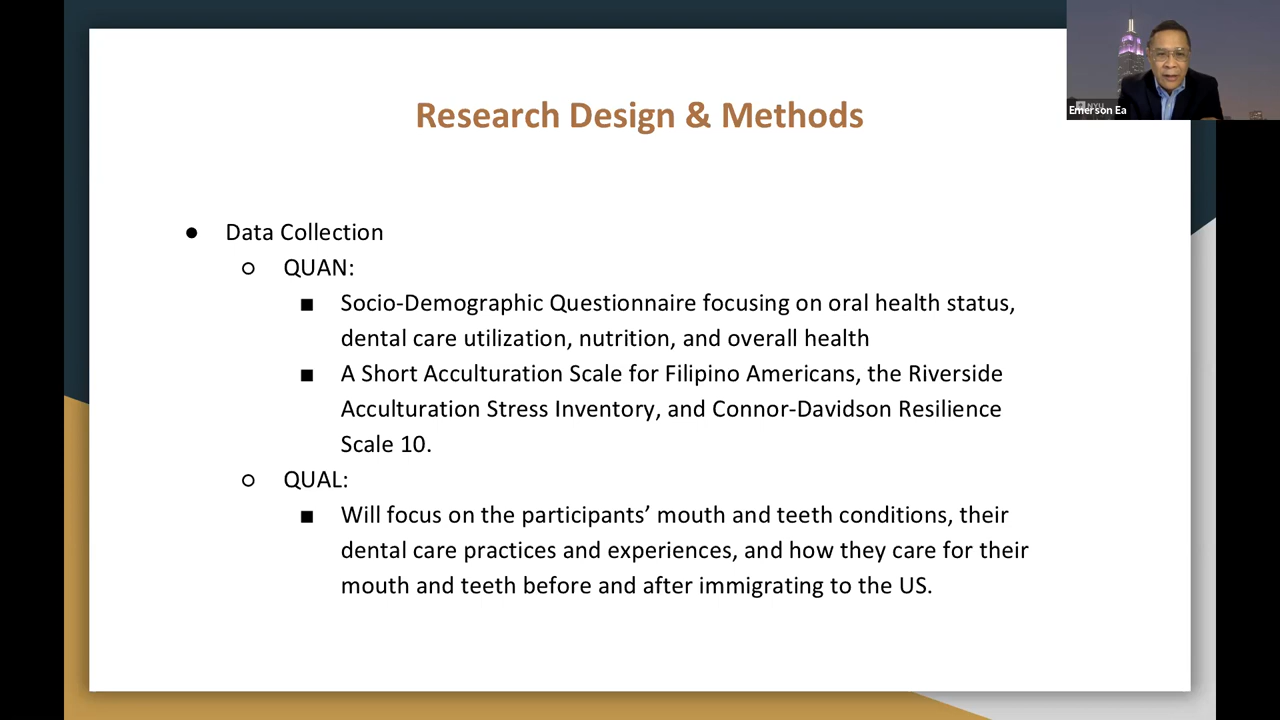 Research Design & Methods
NYU
Emerson Ea
● Data Collection
○ QUAN:
■ Socio-Demographic Questionnaire focusing on oral health status,
dental care utilization, nutrition, and overall health
■ A Short Acculturation Scale for Filipino Americans, the Riverside
Acculturation Stress Inventory, and Connor-Davidson Resilience
Scale 10.
○ QUAL:
■ Will focus on the participants’ mouth and teeth conditions, their
dental care practices and experiences, and how they care for their
mouth and teeth before and after immigrating to the US.